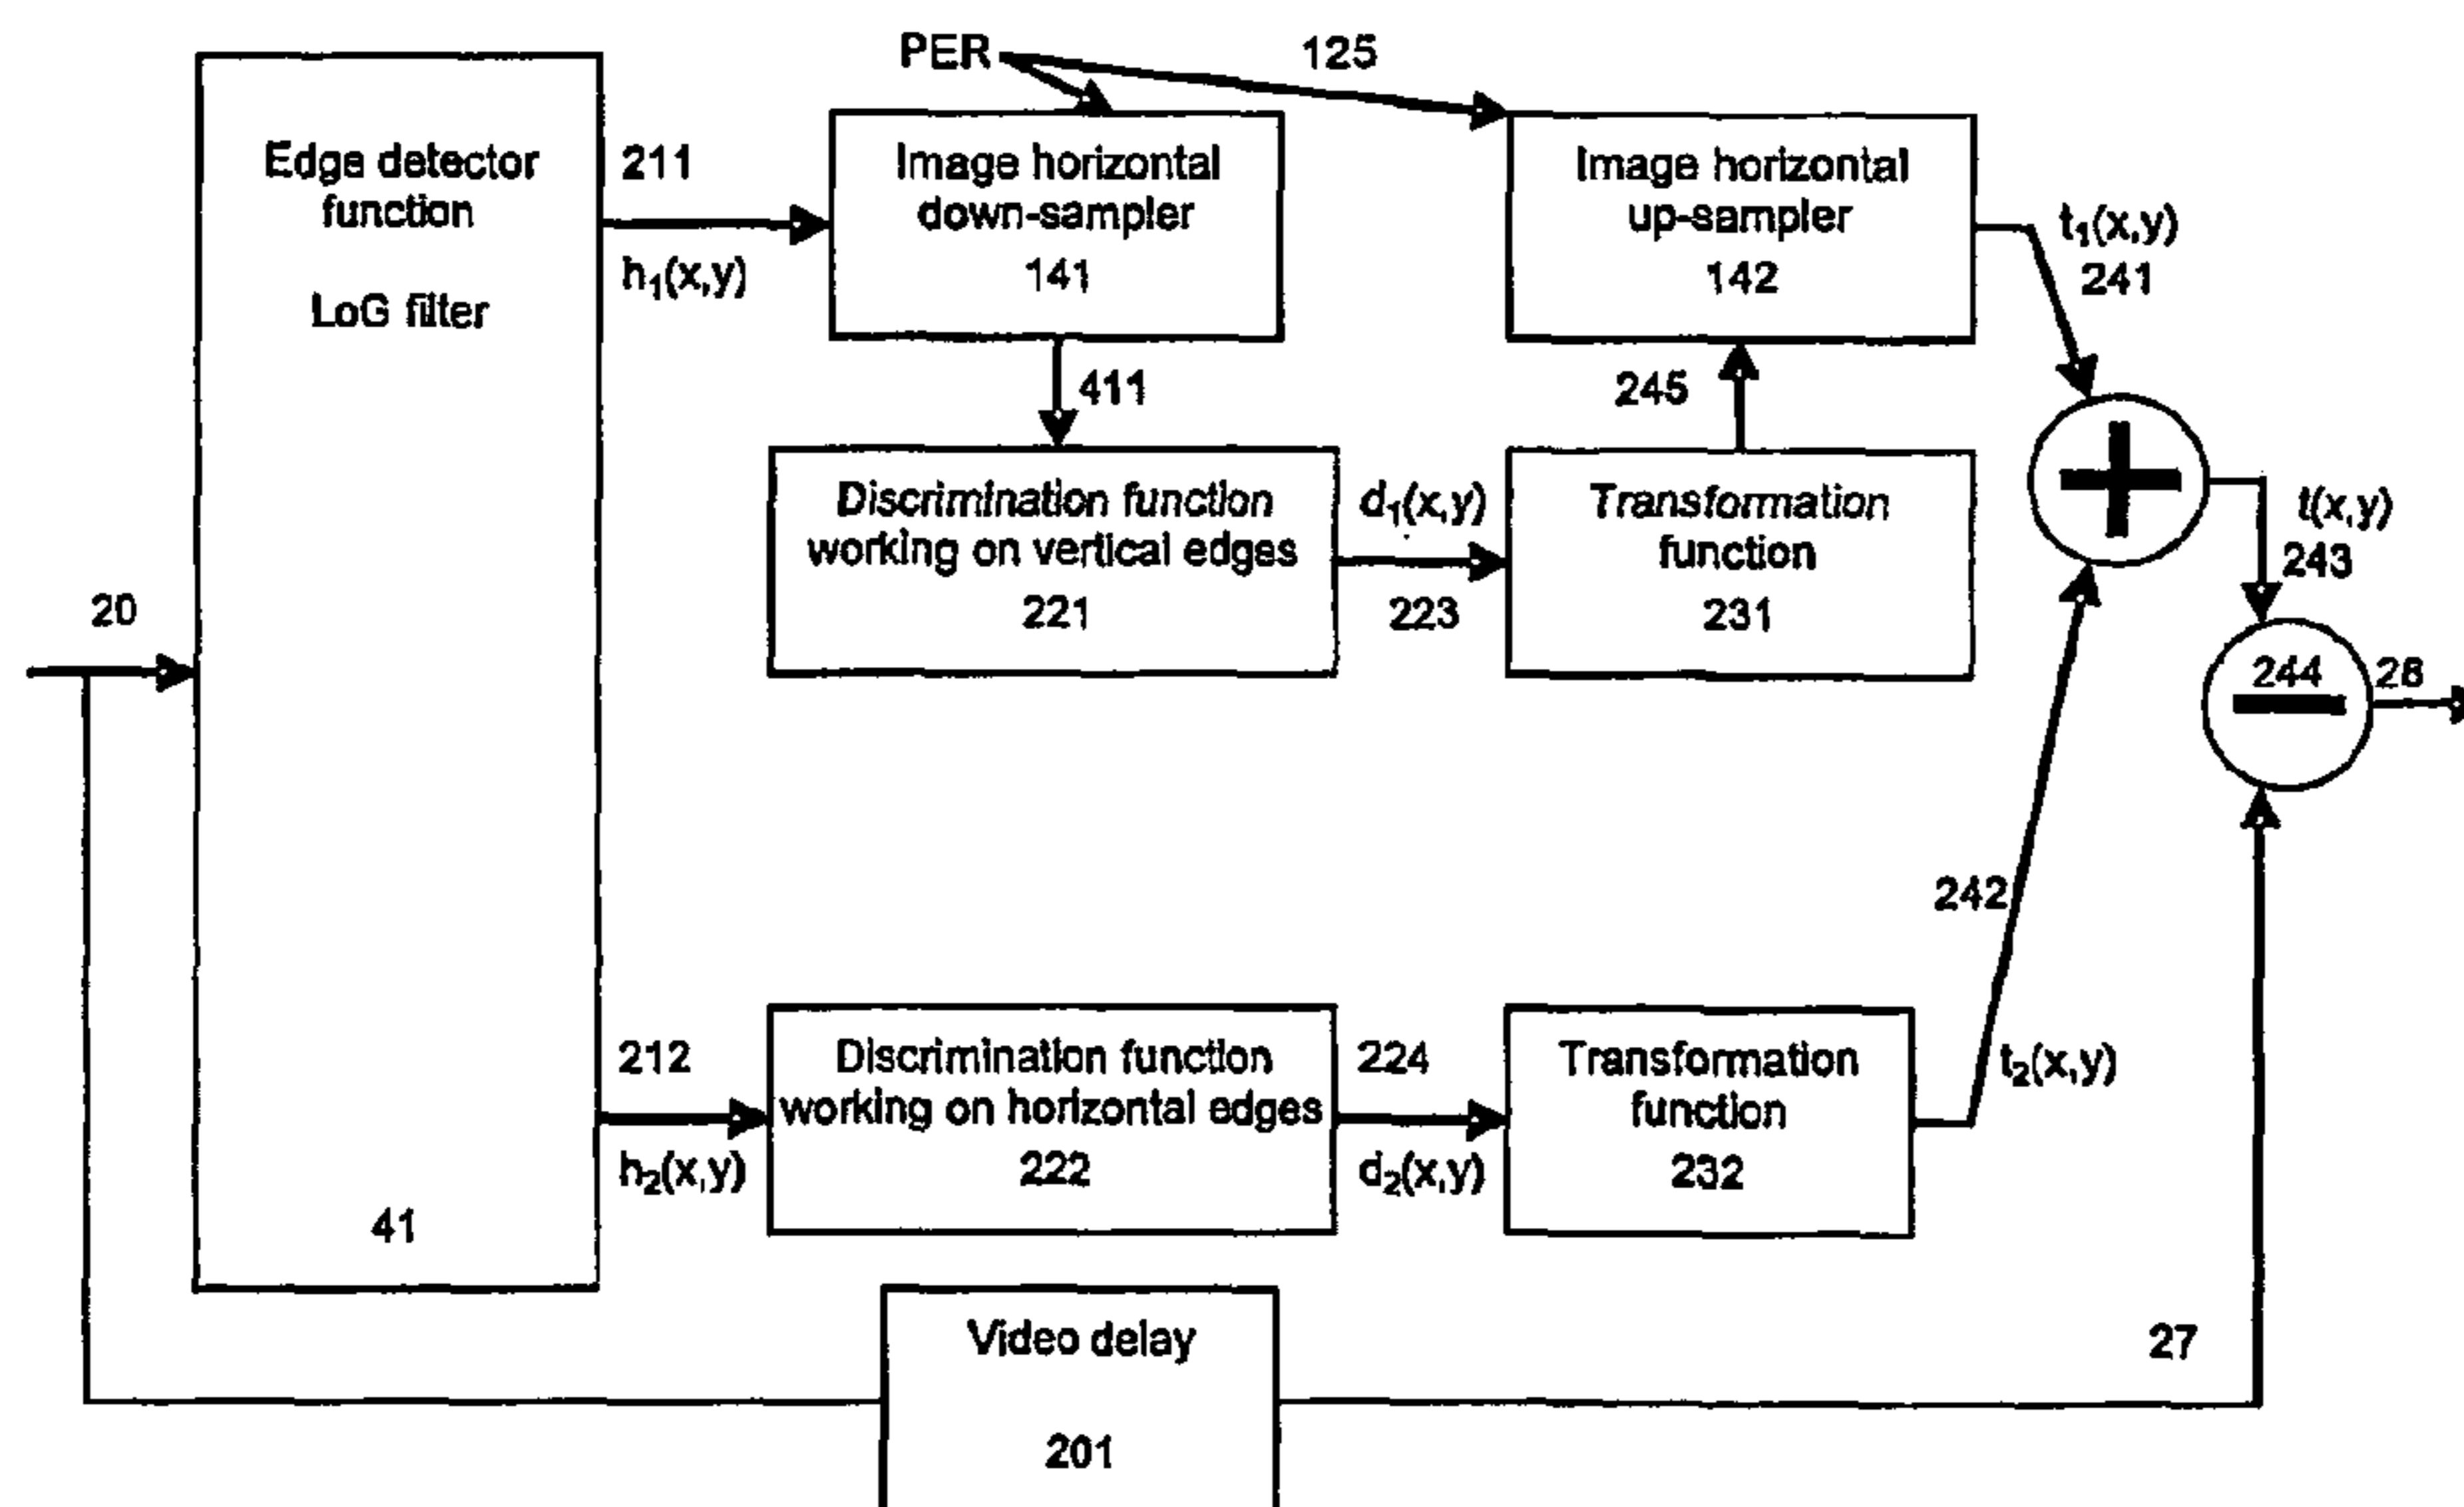 PER
125
Edge detector
function
LoG filter
41
211
h₁(x,y)
Image horizontal
down-sampler
141
Image horizontal
up-sampler
142
t₁(x,y)
241
411
245
Discrimination function
working on vertical edges
221
d₁(x,y)
223
Transformation
function
231
t(x,y)
243
20
244
28
242
212
h₂(x,y)
Discrimination function
working on horizontal edges
222
224
d₂(x,y)
Transformation
function
232
t₂(x,y)
Video delay
201
27